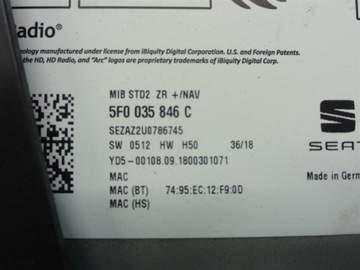 Radio®
ology manufactured under license from iBiquity Digital Corporation. U.S. and Foreign Patents.
the HD, HD Radio, and "Arc" logos are proprietary trademarks of iBiquity Digital Corp.
MIB STD2 ZR +/NAV
5F0 035 846 C
SEZAZ2U0786745
SW 0512 HW H50 36/18
YD5-00108.09.1800301071
MAC
MAC (BT) 74:95:EC:12:F9:0D
MAC (HS)
SEAT
Made in Germ